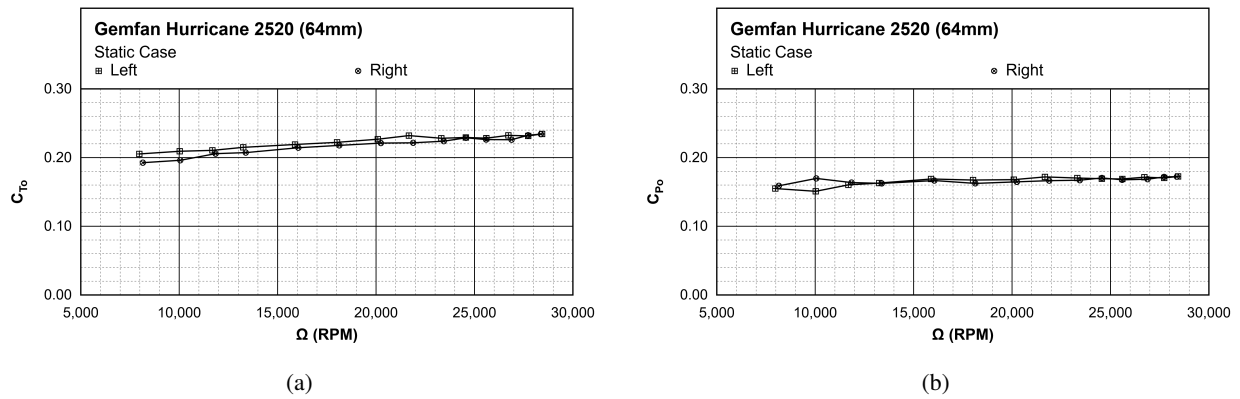 Gemfan Hurricane 2520 (64mm)
Static Case
Left Right
0.30
0.20
0.10
0.00
C_To
5,000 10,000 15,000 20,000 25,000 30,000
Ω (RPM)
(a)
Gemfan Hurricane 2520 (64mm)
Static Case
Left Right
0.30
0.20
0.10
0.00
C_Po
5,000 10,000 15,000 20,000 25,000 30,000
Ω (RPM)
(b)